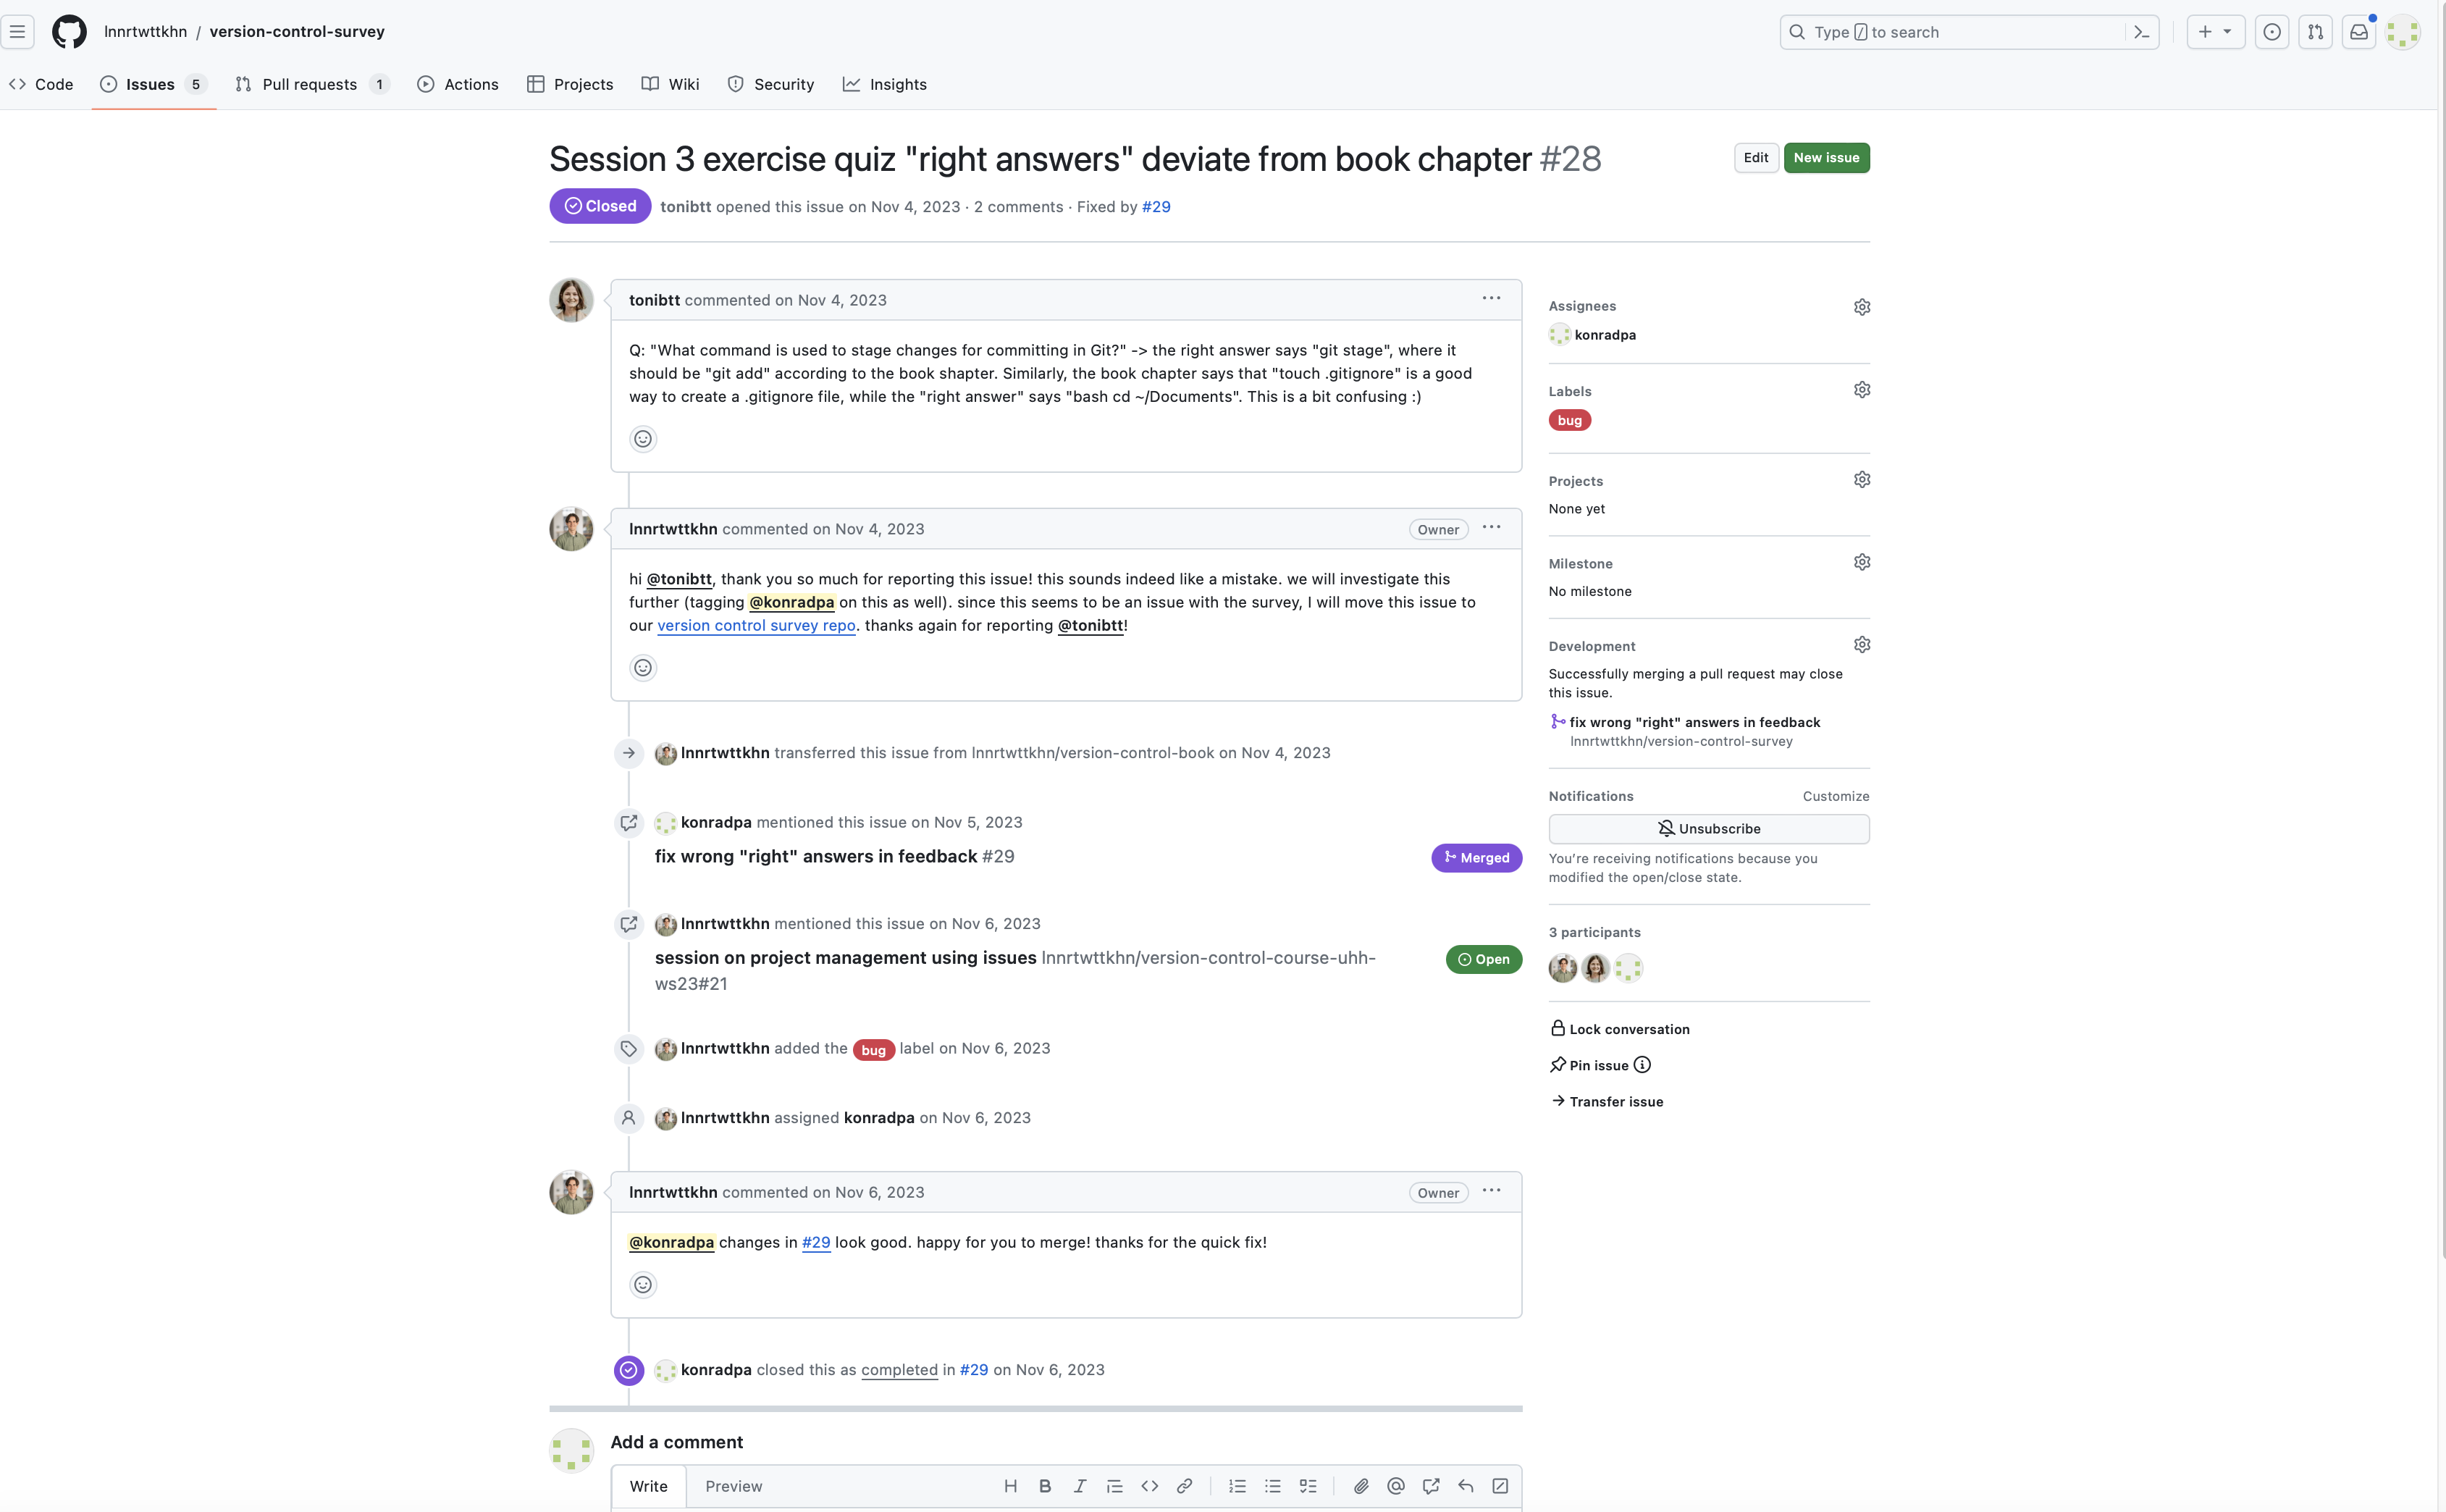 lnnrtwttkhn / version-control-survey
Type / to search
Code
Issues 5
Pull requests 1
Actions
Projects
Wiki
Security
Insights
Session 3 exercise quiz "right answers" deviate from book chapter #28
Edit
New issue
Closed
tonibtt opened this issue on Nov 4, 2023 · 2 comments · Fixed by #29
tonibtt commented on Nov 4, 2023
Q: "What command is used to stage changes for committing in Git?" -> the right answer says "git stage", where it
should be "git add" according to the book shapter. Similarly, the book chapter says that "touch .gitignore" is a good
way to create a .gitignore file, while the "right answer" says "bash cd ~/Documents". This is a bit confusing :)
lnnrtwttkhn commented on Nov 4, 2023
Owner
hi @tonibtt, thank you so much for reporting this issue! this sounds indeed like a mistake. we will investigate this
further (tagging @konradpa on this as well). since this seems to be an issue with the survey, I will move this issue to
our version control survey repo. thanks again for reporting @tonibtt!
lnnrtwttkhn transferred this issue from lnnrtwttkhn/version-control-book on Nov 4, 2023
konradpa mentioned this issue on Nov 5, 2023
fix wrong "right" answers in feedback #29
Merged
lnnrtwttkhn mentioned this issue on Nov 6, 2023
session on project management using issues lnnrtwttkhn/version-control-course-uhh-
ws23#21
Open
lnnrtwttkhn added the bug label on Nov 6, 2023
lnnrtwttkhn assigned konradpa on Nov 6, 2023
lnnrtwttkhn commented on Nov 6, 2023
Owner
@konradpa changes in #29 look good. happy for you to merge! thanks for the quick fix!
konradpa closed this as completed in #29 on Nov 6, 2023
Add a comment
Write
Preview
Assignees
konradpa
Labels
bug
Projects
None yet
Milestone
No milestone
Development
Successfully merging a pull request may close
this issue.
fix wrong "right" answers in feedback
lnnrtwttkhn/version-control-survey
Notifications
Customize
Unsubscribe
You're receiving notifications because you
modified the open/close state.
3 participants
Lock conversation
Pin issue
Transfer issue